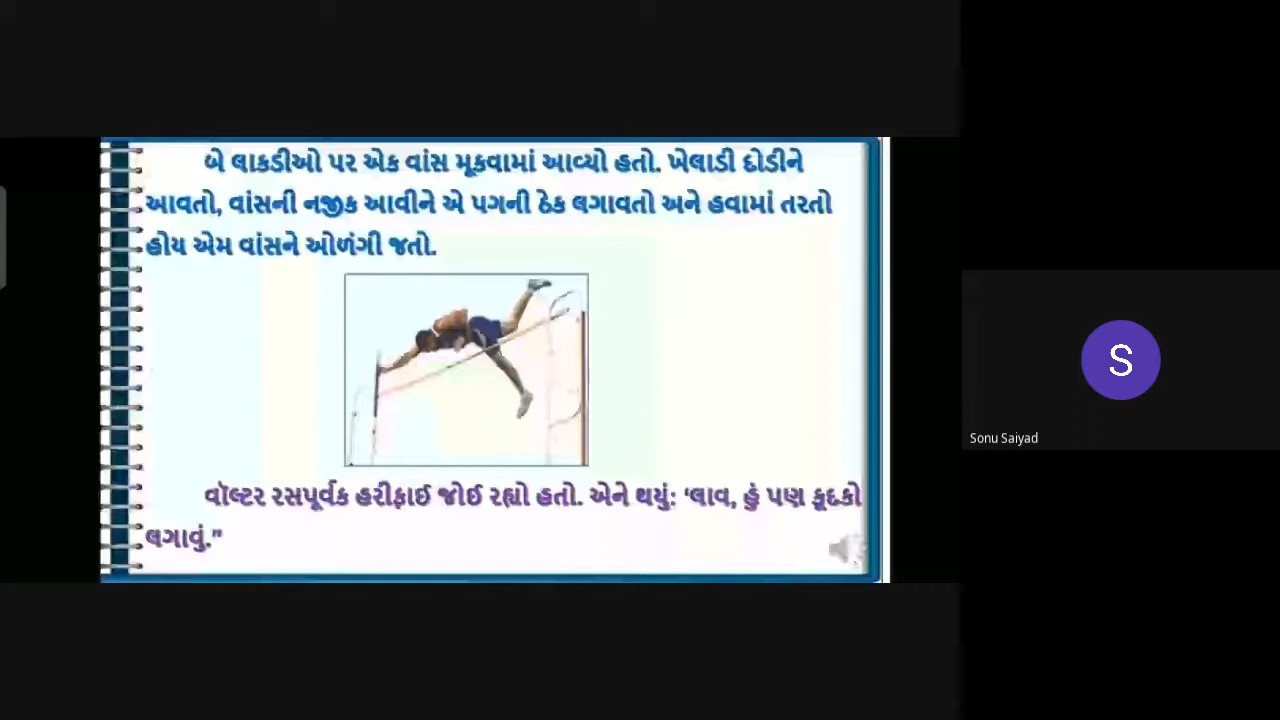 બે લાકડીઓ પર એક વાંસ મૂકવામાં આવ્યો હતો. ખેલાડી દોડીને
આવતો, વાંસની નજીક આવીને એ પગની ઠેક લગાવતો અને હવામાં તરતો
હોય એમ વાંસને ઓળંગી જતો.
વૉલ્ટર રસપૂર્વક હરીફાઈ જોઈ રહ્યો હતો. એને થયું: 'લાવ, હું પણ કૂદકો
લગાવું."
S
Sonu Saiyad